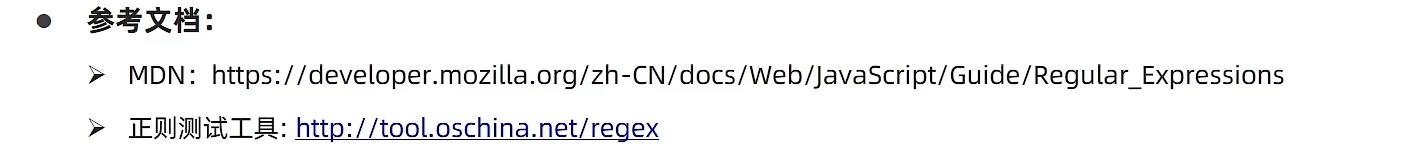 ● 参考文档：
➢ MDN：https://developer.mozilla.org/zh-CN/docs/Web/JavaScript/Guide/Regular_Expressions
➢ 正则测试工具: http://tool.oschina.net/regex